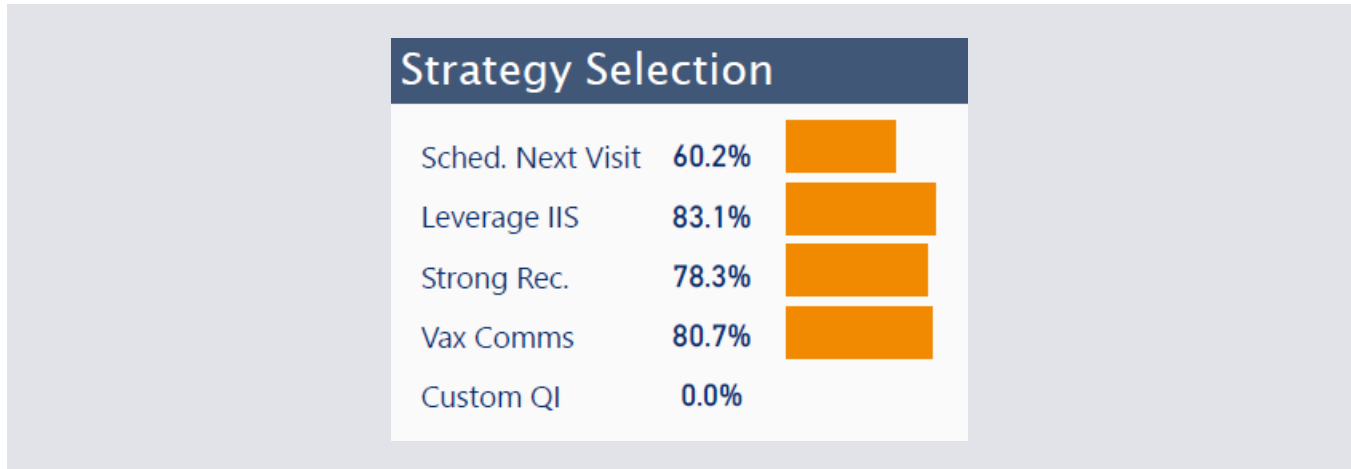 Strategy Selection
Sched. Next Visit 60.2%
Leverage IIS 83.1%
Strong Rec. 78.3%
Vax Comms 80.7%
Custom QI 0.0%